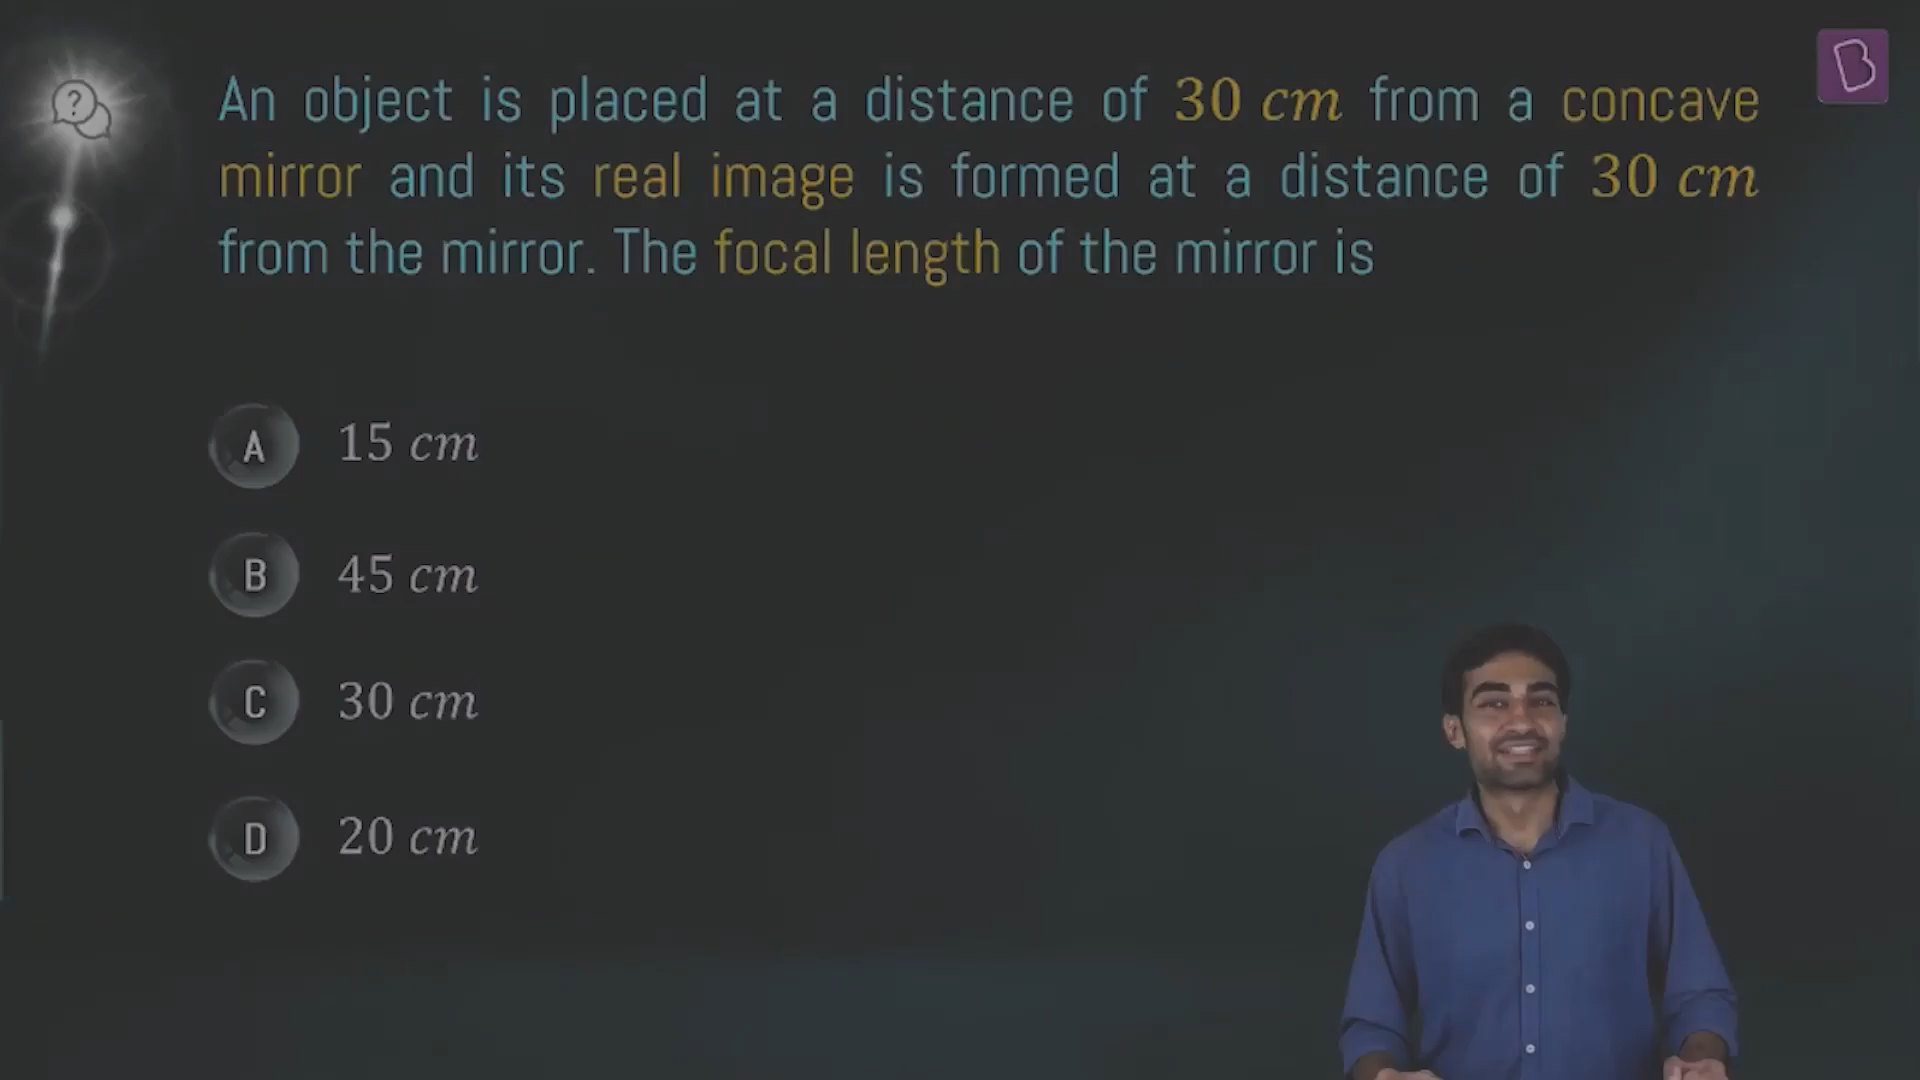 An object is placed at a distance of 30 cm from a concave
mirror and its real image is formed at a distance of 30 cm
from the mirror. The focal length of the mirror is
A 15 cm
B 45 cm
C 30 cm
D 20 cm